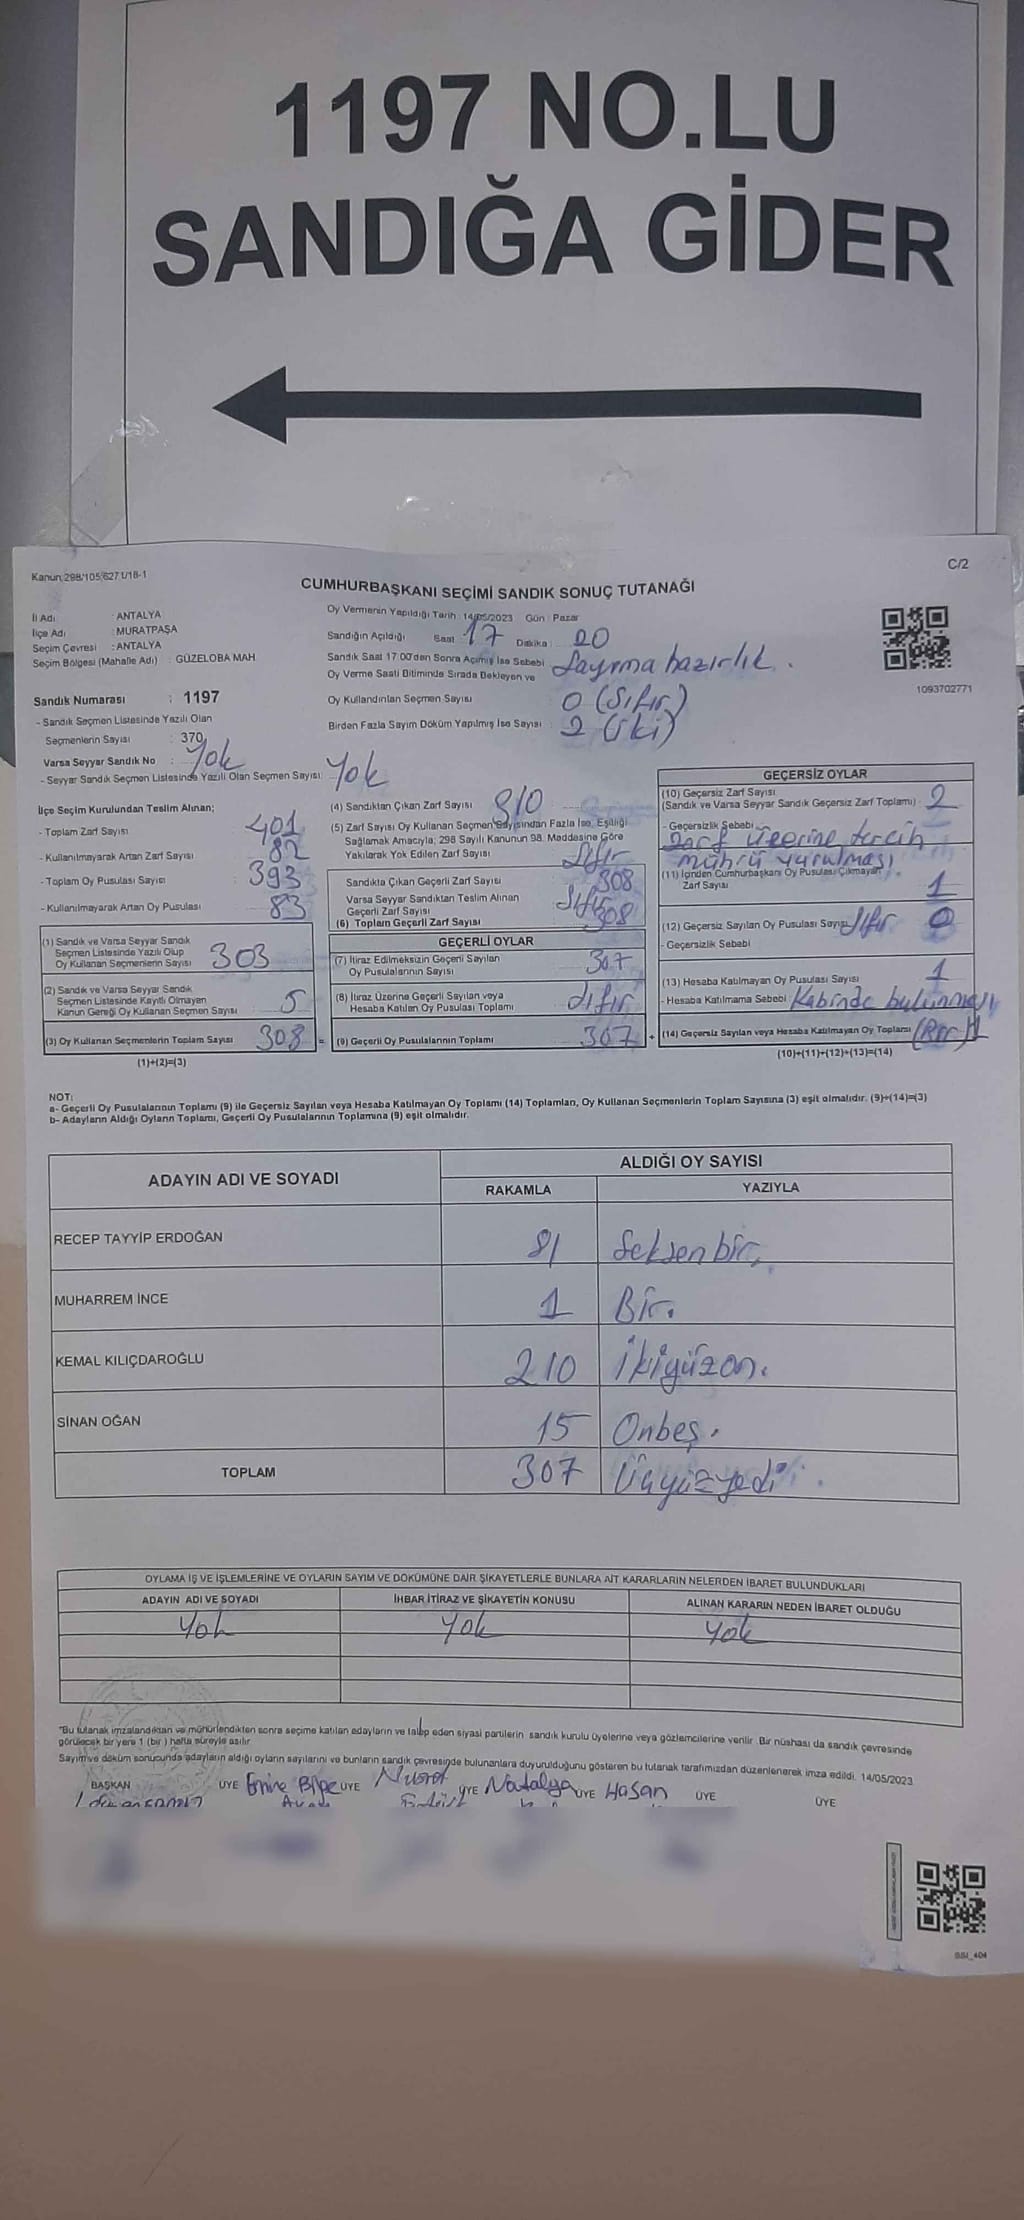 1197 NO.LU
SANDIĞA GİDER
Kanun:298/105;627.1/18-1
C/2
CUMHURBAŞKANI SEÇİMİ SANDIK SONUÇ TUTANAĞI
İl Adı : ANTALYA
İlçe Adı : MURATPAŞA
Seçim Çevresi : ANTALYA
Seçim Bölgesi (Mahalle Adı) : GÜZELOBA MAH
Oy Vermenin Yapıldığı Tarih : 14/05/2023 Gün : Pazar
Sandığın Açıldığı Saat 17 Dakika : 20
Sandık Saat 17:00'den Sonra Açılmış İse Sebebi Sayıma hazırlık.
Oy Verme Saati Bitiminde Sırada Bekleyen ve
Oy Kullandırılan Seçmen Sayısı 0 (Sıfır)
Birden Fazla Sayım Döküm Yapılmış İse Sayısı : 2 (iki)
1093702771
Sandık Numarası : 1197
- Sandık Seçmen Listesinde Yazılı Olan
Seçmenlerin Sayısı : 370
Varsa Seyyar Sandık No : Yok
- Seyyar Sandık Seçmen Listesinde Yazılı Olan Seçmen Sayısı: Yok
İlçe Seçim Kurulundan Teslim Alınan;
- Toplam Zarf Sayısı : 401
- Kullanılmayarak Artan Zarf Sayısı : 82
- Toplam Oy Pusulası Sayısı : 393
- Kullanılmayarak Artan Oy Pusulası : 83
(1) Sandık ve Varsa Seyyar Sandık
Seçmen Listesinde Yazılı Olup
Oy Kullanan Seçmenlerin Sayısı 303
(2) Sandık ve Varsa Seyyar Sandık
Seçmen Listesinde Kayıtlı Olmayan
Kanun Gereği Oy Kullanan Seçmen Sayısı 5
(3) Oy Kullanan Seçmenlerin Toplam Sayısı 308 =
(1)+(2)=(3)
(4) Sandıktan Çıkan Zarf Sayısı 310
(5) Zarf Sayısı Oy Kullanan Seçmen Sayısından Fazla İse, Eşitliği
Sağlamak Amacıyla; 298 Sayılı Kanunun 98. Maddesine Göre
Yakılarak Yok Edilen Zarf Sayısı Sıfır
Sandıkta Çıkan Geçerli Zarf Sayısı 308
Varsa Seyyar Sandıktan Teslim Alınan
Geçerli Zarf Sayısı Sıfır
(6) Toplam Geçerli Zarf Sayısı 308
GEÇERLİ OYLAR
(7) İtiraz Edilmeksizin Geçerli Sayılan
Oy Pusulalarının Sayısı 307
(8) İtiraz Üzerine Geçerli Sayılan veya
Hesaba Katılan Oy Pusulası Toplamı Sıfır
(9) Geçerli Oy Pusulalarının Toplamı 307 +
GEÇERSİZ OYLAR
(10) Geçersiz Zarf Sayısı
(Sandık ve Varsa Seyyar Sandık Geçersiz Zarf Toplamı) 2
- Geçersizlik Sebebi
Zarf üzerine tercih
mührü vurulması
(11) İçinden Cumhurbaşkanı Oy Pusulası Çıkmayan
Zarf Sayısı 1
(12) Geçersiz Sayılan Oy Pusulası Sayısı Sıfır 0
- Geçersizlik Sebebi
(13) Hesaba Katılmayan Oy Pusulası Sayısı 1
- Hesaba Katılmama Sebebi Kabinde bulunması
(14) Geçersiz Sayılan veya Hesaba Katılmayan Oy Toplamı (Bir) 1
(10)+(11)+(12)+(13)=(14)
NOT:
a- Geçerli Oy Pusulalarının Toplamı (9) ile Geçersiz Sayılan veya Hesaba Katılmayan Oy Toplamı (14) Toplamları, Oy Kullanan Seçmenlerin Toplam Sayısına (3) eşit olmalıdır. (9)+(14)=(3)
b- Adayların Aldığı Oyların Toplamı, Geçerli Oy Pusulalarının Toplamına (9) eşit olmalıdır.
ADAYIN ADI VE SOYADI ALDIĞI OY SAYISI
RAKAMLA YAZIYLA
RECEP TAYYİP ERDOĞAN 81 Seksenbir.
MUHARREM İNCE 1 Bir.
KEMAL KILIÇDAROĞLU 210 İkiyüzon.
SİNAN OĞAN 15 Onbeş.
TOPLAM 307 Üçyüzyedi.
OYLAMA İŞ VE İŞLEMLERİNE VE OYLARIN SAYIM VE DÖKÜMÜNE DAİR ŞİKAYETLERLE BUNLARA AİT KARARLARIN NELERDEN İBARET BULUNDUKLARI
ADAYIN ADI VE SOYADI İHBAR İTİRAZ VE ŞİKAYETİN KONUSU ALINAN KARARIN NEDEN İBARET OLDUĞU
Yok Yok Yok
"Bu tutanak imzalandıktan ve mühürlendikten sonra seçime katılan adayların ve talep eden siyasi partilerin sandık kurulu üyelerine veya gözlemcilerine verilir. Bir nüshası da sandık çevresinde
görülecek bir yere 1 (bir) hafta süreyle asılır.
Sayım ve döküm sonucunda adayların aldığı oyların sayılarını ve bunların sandık çevresinde bulunanlara duyurulduğunu gösteren bu tutanak tarafımızdan düzenlenerek imza edildi. 14/05/2023
BAŞKAN ÜYE Emine Bilge ÜYE Nusret ÜYE Natalya ÜYE Hasan ÜYE ÜYE
SSI_404